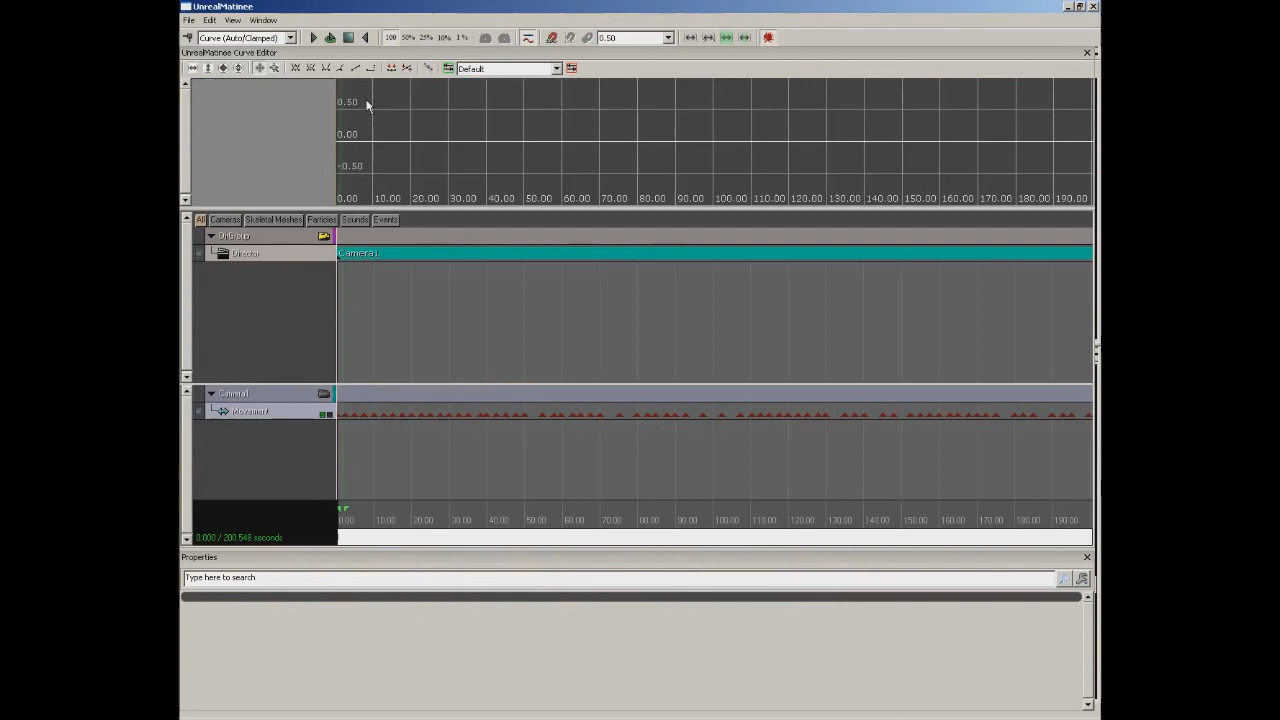 UnrealMatinee
File Edit View Window
Curve (Auto/Clamped) 100 50% 25% 10% 1% 0.50
UnrealMatinee Curve Editor
Default
0.50
0.00
-0.50
0.00 10.00 20.00 30.00 40.00 50.00 60.00 70.00 80.00 90.00 100.00 110.00 120.00 130.00 140.00 150.00 160.00 170.00 180.00 190.00
All Cameras Skeletal Meshes Particles Sounds Events
DirGroup
Director Camera1
Camera1
Movement
0.00 10.00 20.00 30.00 40.00 50.00 60.00 70.00 80.00 90.00 100.00 110.00 120.00 130.00 140.00 150.00 160.00 170.00 180.00 190.00
0.000 / 200.548 seconds
Properties
Type here to search